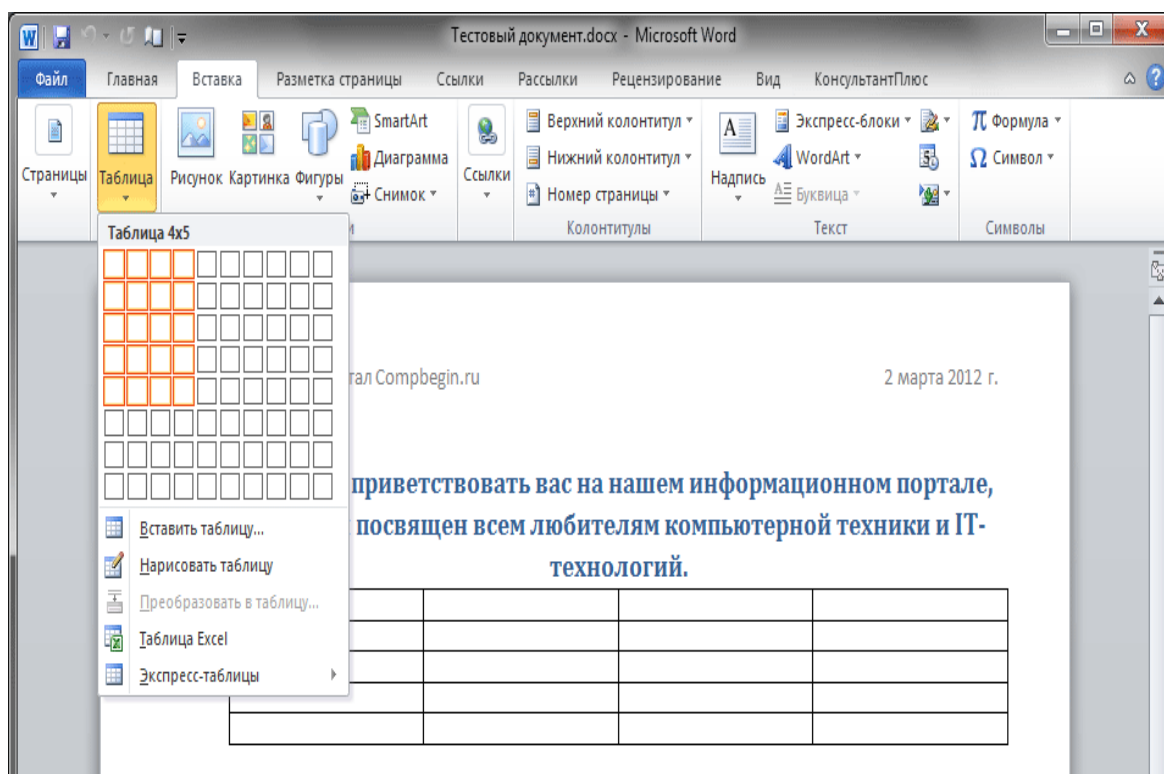 Тестовый документ.docx - Microsoft Word
Файл Главная Вставка Разметка страницы Ссылки Рассылки Рецензирование Вид КонсультантПлюс
Страницы
Таблица
Рисунок Картинка Фигуры
SmartArt
Диаграмма
Снимок
Ссылки
Верхний колонтитул
Нижний колонтитул
Номер страницы
Колонтитулы
Надпись
Экспресс-блоки
WordArt
Буквица
Текст
Формула
Символ
Символы
Таблица 4x5
Вставить таблицу...
Нарисовать таблицу
Преобразовать в таблицу...
Таблица Excel
Экспресс-таблицы
Compbegin.ru 2 марта 2012 г.
приветствовать вас на нашем информационном портале,
посвящен всем любителям компьютерной техники и IT-
технологий.